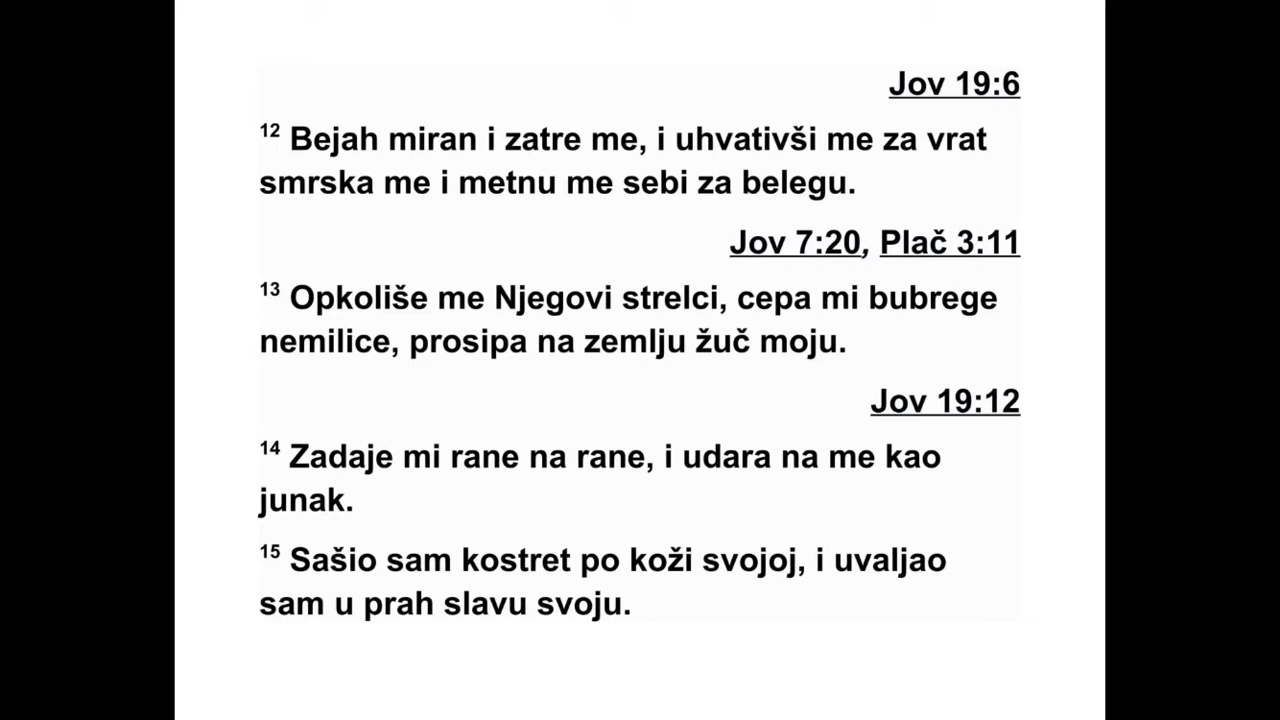 Jov 19:6
12 Bejah miran i zatre me, i uhvativši me za vrat
smrska me i metnu me sebi za belegu.
Jov 7:20, Plač 3:11
13 Opkoliše me Njegovi strelci, cepa mi bubrege
nemilice, prosipa na zemlju žuč moju.
Jov 19:12
14 Zadaje mi rane na rane, i udara na me kao
junak.
15 Sašio sam kostret po koži svojoj, i uvaljao
sam u prah slavu svoju.